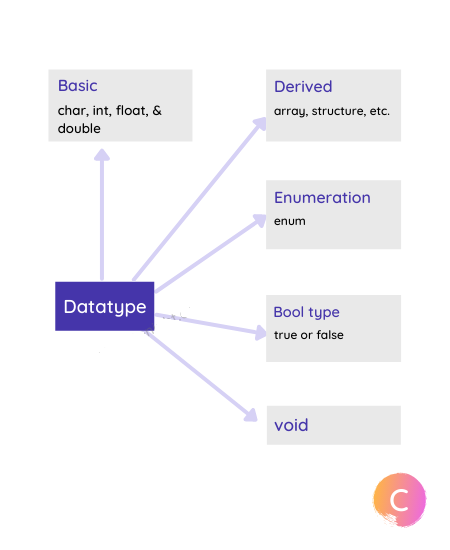 Basic
char, int, float, &
double
Derived
array, structure, etc.
Enumeration
enum
Datatype
Bool type
true or false
void
C